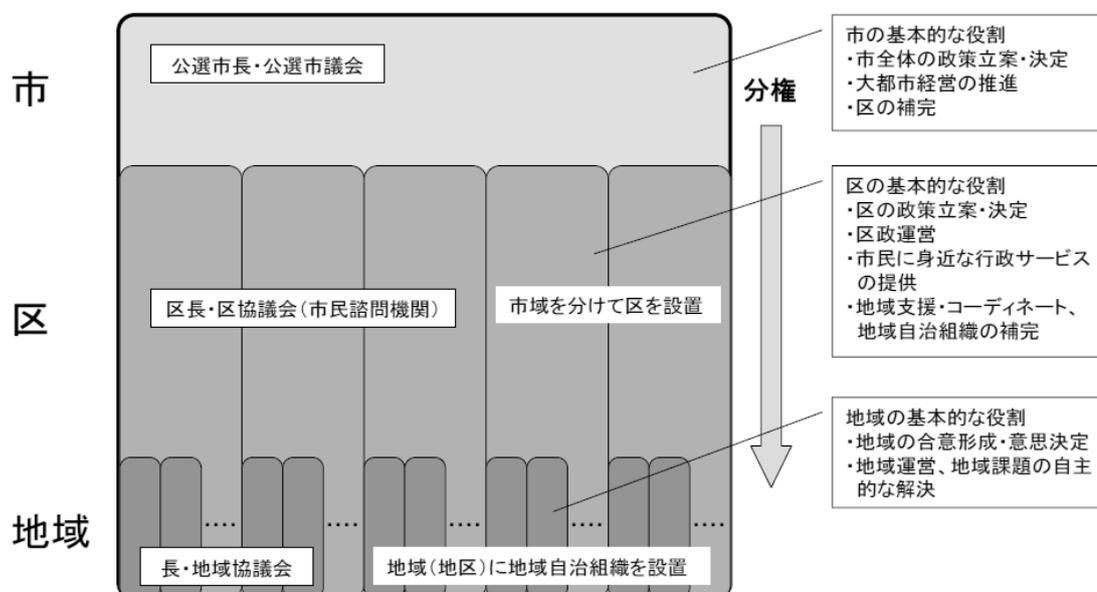 市
公選市長・公選市議会
分権
市の基本的な役割
・市全体の政策立案・決定
・大都市経営の推進
・区の補完
区
区長・区協議会(市民諮問機関)
市域を分けて区を設置
区の基本的な役割
・区の政策立案・決定
・区政運営
・市民に身近な行政サービス
の提供
・地域支援・コーディネート、
地域自治組織の補完
地域
‥‥
‥‥
‥‥
‥‥
‥‥
長・地域協議会
地域(地区)に地域自治組織を設置
地域の基本的な役割
・地域の合意形成・意思決定
・地域運営、地域課題の自主
的な解決